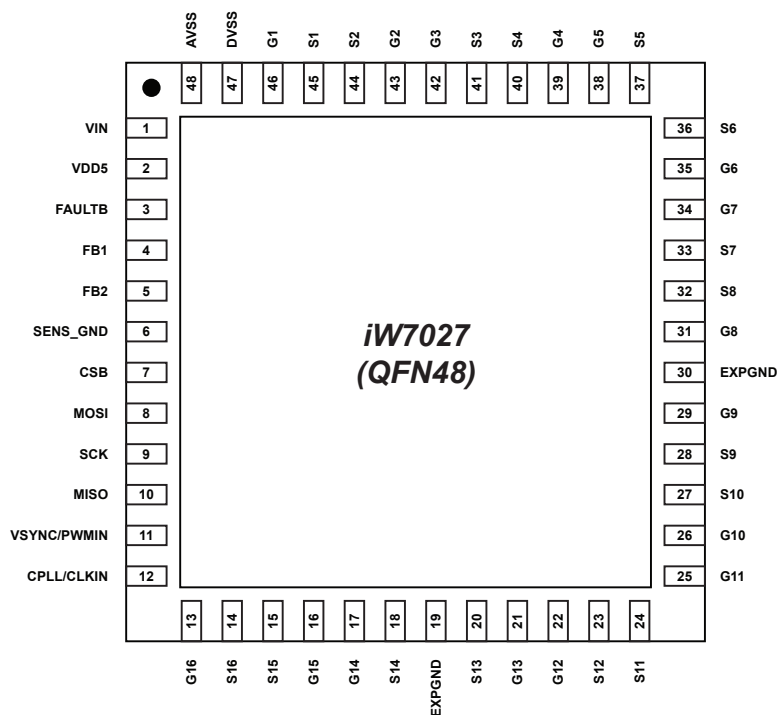 AVSS DVSS G1 S1 S2 G2 G3 S3 S4 G4 G5 S5
48 47 46 45 44 43 42 41 40 39 38 37
VIN 1 36 S6
VDD5 2 35 G6
FAULTB 3 34 G7
FB1 4 33 S7
FB2 5 32 S8
SENS_GND 6 31 G8
iW7027
(QFN48)
CSB 7 30 EXPGND
MOSI 8 29 G9
SCK 9 28 S9
MISO 10 27 S10
VSYNC/PWMIN 11 26 G10
CPLL/CLKIN 12 25 G11
13 14 15 16 17 18 19 20 21 22 23 24
G16 S16 S15 G15 G14 S14 EXPGND S13 G13 G12 S12 S11